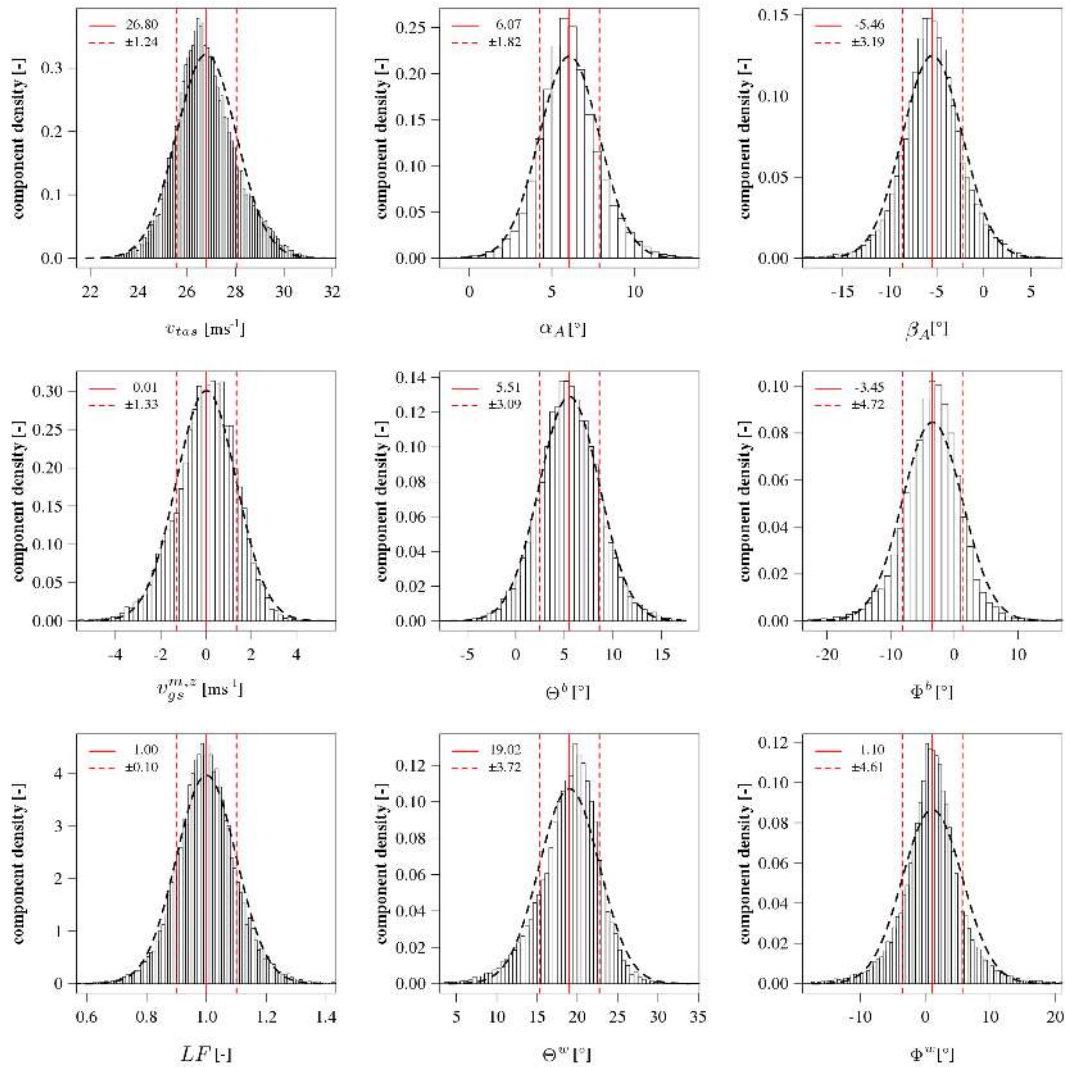 component density [-]
0.3
0.2
0.1
0.0
26.80
±1.24
22 24 26 28 30 32
v_tas [ms⁻¹]
component density [-]
0.25
0.20
0.15
0.10
0.05
0.00
6.07
±1.82
0 5 10
α_A [°]
component density [-]
0.15
0.10
0.05
0.00
-5.46
±3.19
-15 -10 -5 0 5
β_A [°]
component density [-]
0.30
0.25
0.20
0.15
0.10
0.05
0.00
0.01
±1.33
-4 -2 0 2 4
v_gs^m,z [ms⁻¹]
component density [-]
0.14
0.12
0.10
0.08
0.06
0.04
0.02
0.00
5.51
±3.09
-5 0 5 10 15
Θ^b [°]
component density [-]
0.10
0.08
0.06
0.04
0.02
0.00
-3.45
±4.72
-20 -10 0 10
Φ^b [°]
component density [-]
4
3
2
1
0
1.00
±0.10
0.6 0.8 1.0 1.2 1.4
LF [-]
component density [-]
0.12
0.10
0.08
0.06
0.04
0.02
0.00
19.02
±3.72
5 10 15 20 25 30 35
Θ^w [°]
component density [-]
0.12
0.10
0.08
0.06
0.04
0.02
0.00
1.10
±4.61
-10 0 10 20
Φ^w [°]